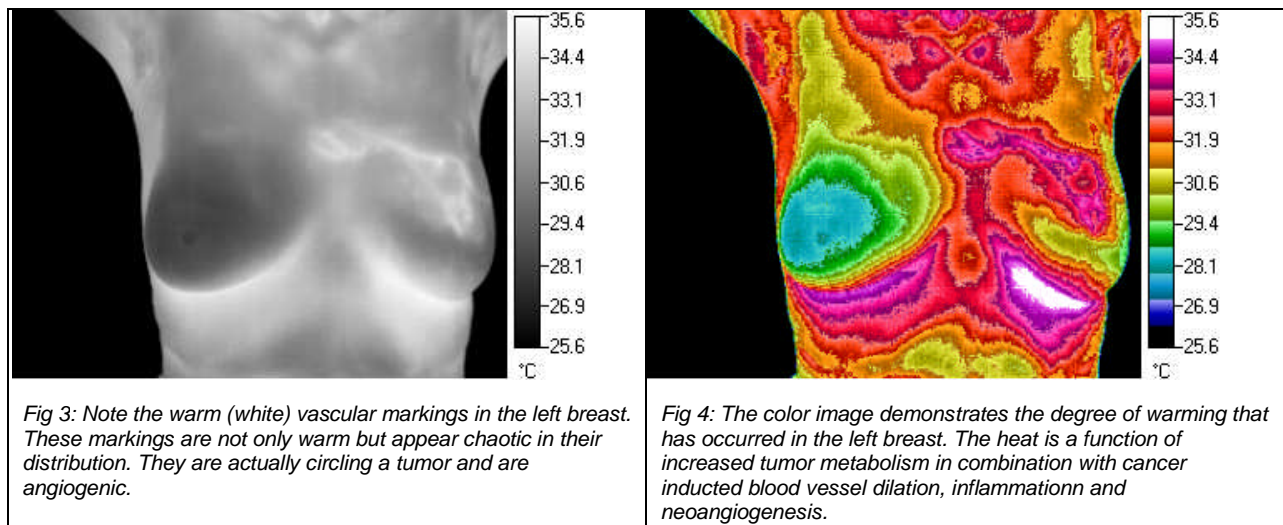 35.6
34.4
33.1
31.9
30.6
29.4
28.1
26.9
25.6
°C
Fig 3: Note the warm (white) vascular markings in the left breast.
These markings are not only warm but appear chaotic in their
distribution. They are actually circling a tumor and are
angiogenic.
35.6
34.4
33.1
31.9
30.6
29.4
28.1
26.9
25.6
°C
Fig 4: The color image demonstrates the degree of warming that
has occurred in the left breast. The heat is a function of
increased tumor metabolism in combination with cancer
inducted blood vessel dilation, inflammationn and
neoangiogenesis.